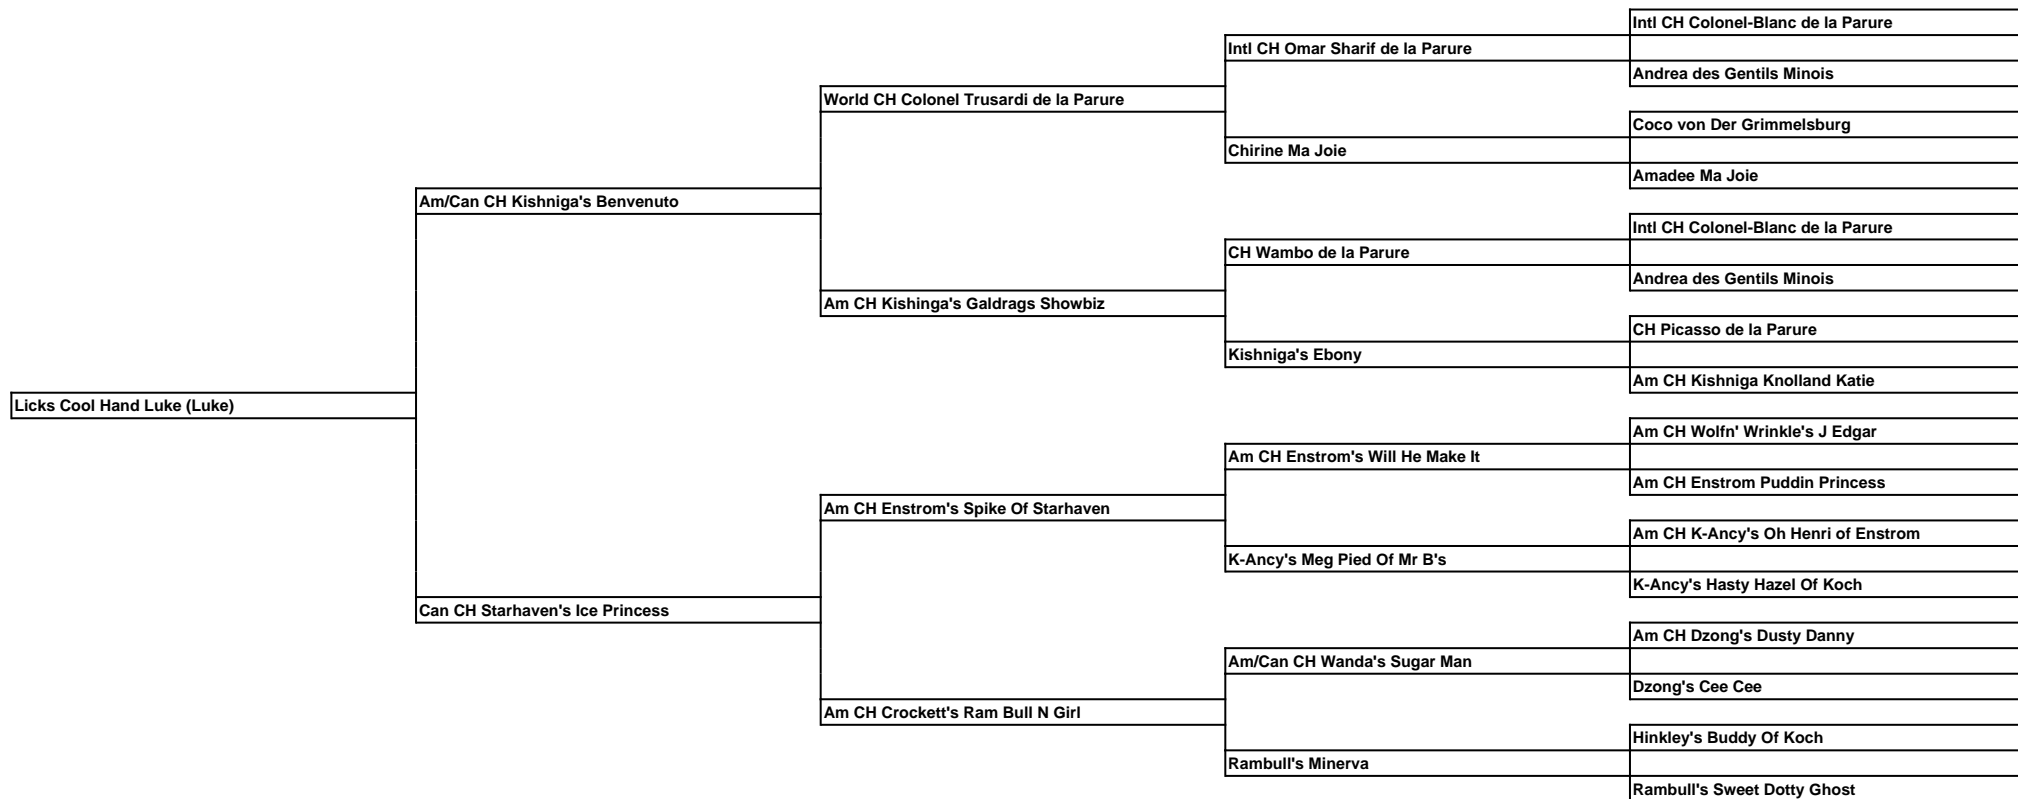 Intl CH Colonel-Blanc de la Parure
Intl CH Omar Sharif de la Parure
Andrea des Gentils Minois
World CH Colonel Trusardi de la Parure
Coco von Der Grimmelsburg
Chirine Ma Joie
Amadee Ma Joie
Am/Can CH Kishniga's Benvenuto
Intl CH Colonel-Blanc de la Parure
CH Wambo de la Parure
Andrea des Gentils Minois
Am CH Kishinga's Galdrags Showbiz
CH Picasso de la Parure
Kishniga's Ebony
Am CH Kishniga Knolland Katie
Licks Cool Hand Luke (Luke)
Am CH Wolfn' Wrinkle's J Edgar
Am CH Enstrom's Will He Make It
Am CH Enstrom Puddin Princess
Am CH Enstrom's Spike Of Starhaven
Am CH K-Ancy's Oh Henri of Enstrom
K-Ancy's Meg Pied Of Mr B's
K-Ancy's Hasty Hazel Of Koch
Can CH Starhaven's Ice Princess
Am CH Dzong's Dusty Danny
Am/Can CH Wanda's Sugar Man
Dzong's Cee Cee
Am CH Crockett's Ram Bull N Girl
Hinkley's Buddy Of Koch
Rambull's Minerva
Rambull's Sweet Dotty Ghost